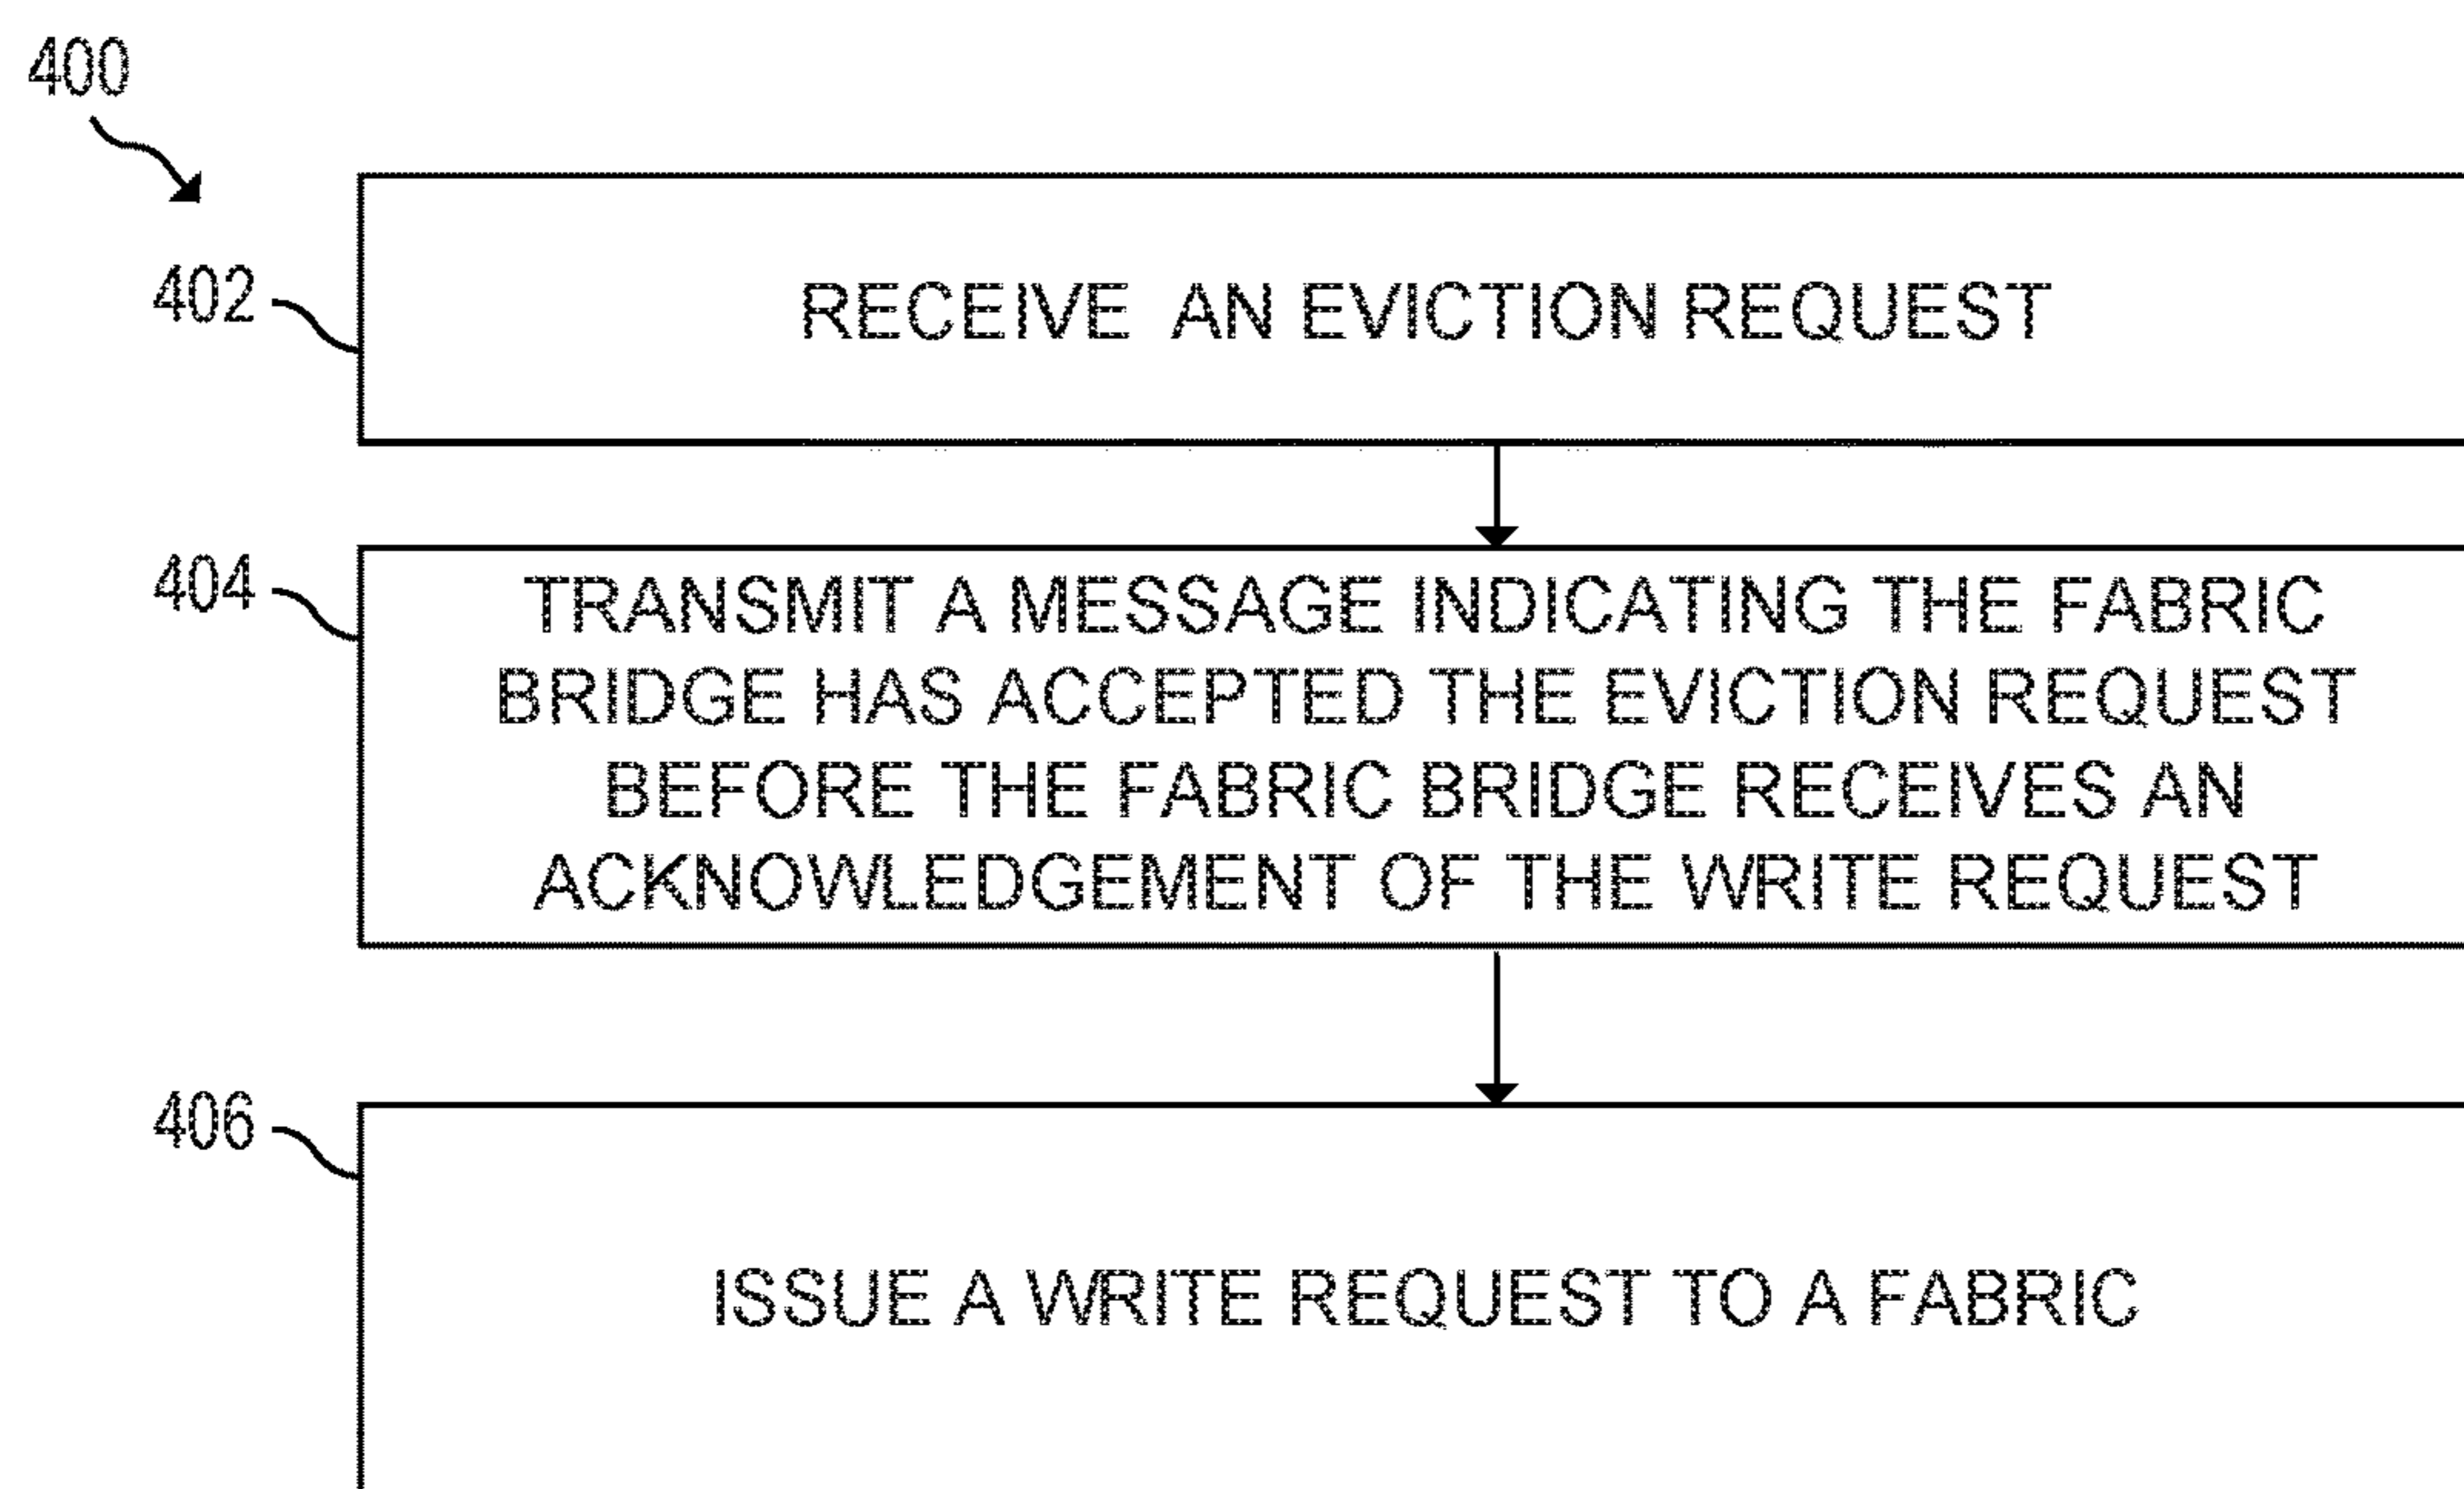 400
402
RECEIVE AN EVICTION REQUEST
404
TRANSMIT A MESSAGE INDICATING THE FABRIC
BRIDGE HAS ACCEPTED THE EVICTION REQUEST
BEFORE THE FABRIC BRIDGE RECEIVES AN
ACKNOWLEDGEMENT OF THE WRITE REQUEST
406
ISSUE A WRITE REQUEST TO A FABRIC